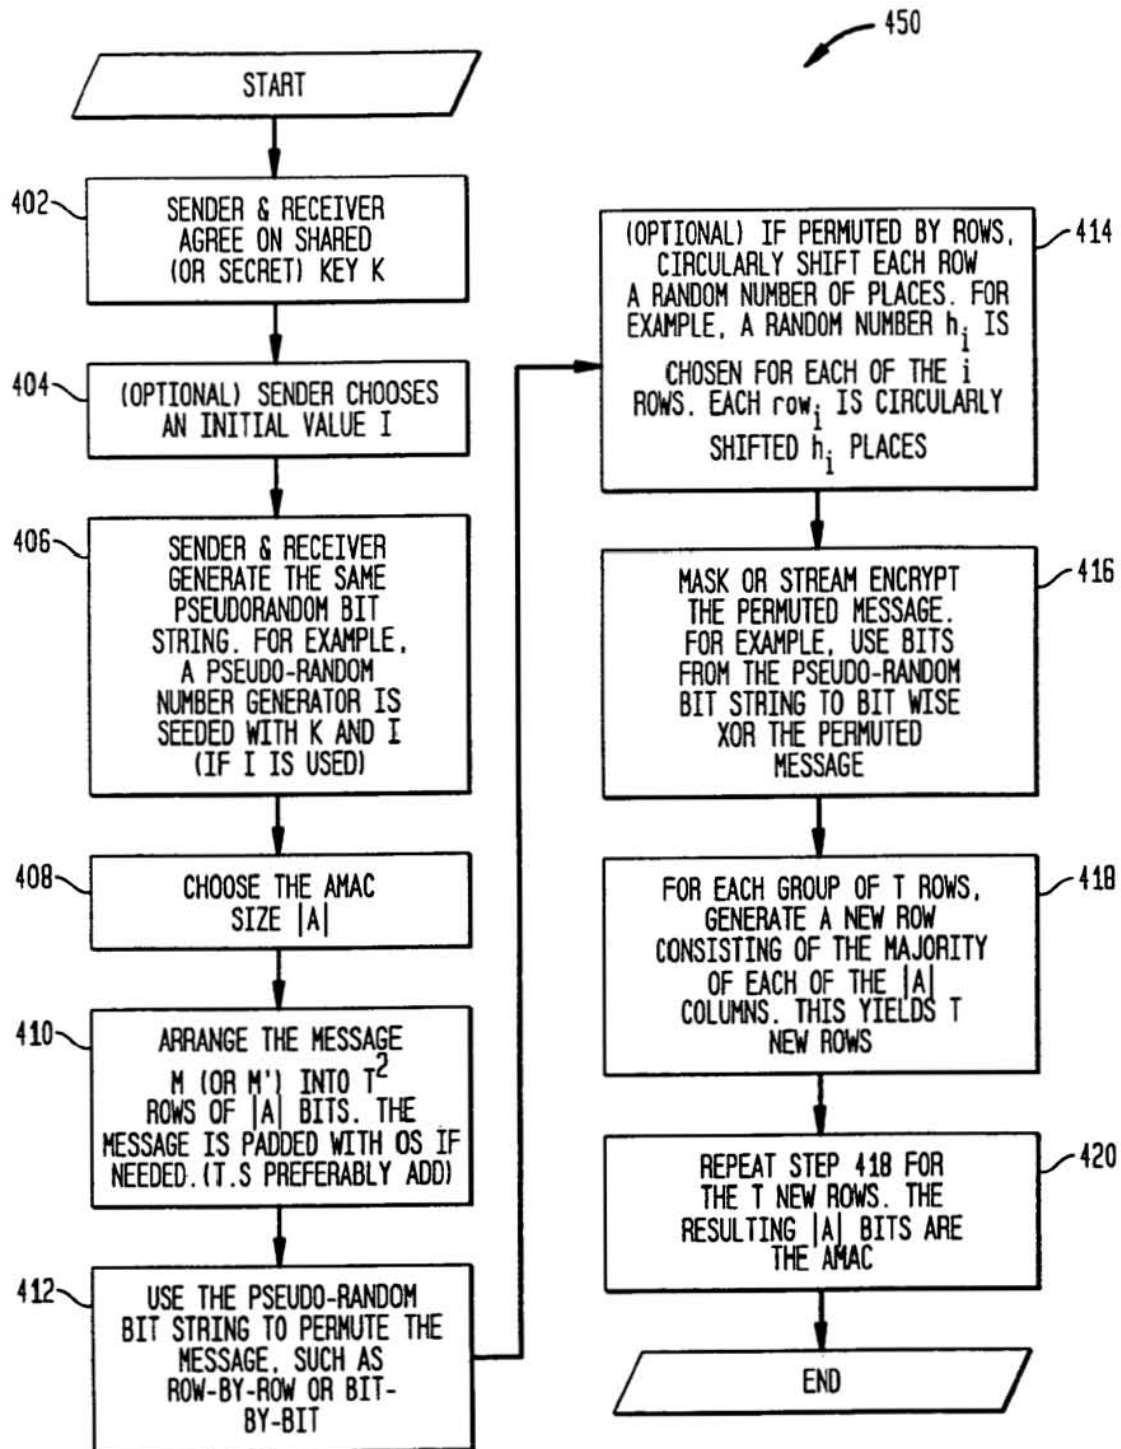 450
START
402
SENDER & RECEIVER
AGREE ON SHARED
(OR SECRET) KEY K
404
(OPTIONAL) SENDER CHOOSES
AN INITIAL VALUE I
406
SENDER & RECEIVER
GENERATE THE SAME
PSEUDORANDOM BIT
STRING. FOR EXAMPLE,
A PSEUDO-RANDOM
NUMBER GENERATOR IS
SEEDED WITH K AND I
(IF I IS USED)
408
CHOOSE THE AMAC
SIZE |A|
410
ARRANGE THE MESSAGE
M (OR M') INTO T²
ROWS OF |A| BITS. THE
MESSAGE IS PADDED WITH OS IF
NEEDED.(T.S PREFERABLY ADD)
412
USE THE PSEUDO-RANDOM
BIT STRING TO PERMUTE THE
MESSAGE, SUCH AS
ROW-BY-ROW OR BIT-
BY-BIT
414
(OPTIONAL) IF PERMUTED BY ROWS,
CIRCULARLY SHIFT EACH ROW
A RANDOM NUMBER OF PLACES. FOR
EXAMPLE, A RANDOM NUMBER hᵢ IS
CHOSEN FOR EACH OF THE i
ROWS. EACH rowᵢ IS CIRCULARLY
SHIFTED hᵢ PLACES
416
MASK OR STREAM ENCRYPT
THE PERMUTED MESSAGE.
FOR EXAMPLE, USE BITS
FROM THE PSEUDO-RANDOM
BIT STRING TO BIT WISE
XOR THE PERMUTED
MESSAGE
418
FOR EACH GROUP OF T ROWS,
GENERATE A NEW ROW
CONSISTING OF THE MAJORITY
OF EACH OF THE |A|
COLUMNS. THIS YIELDS T
NEW ROWS
420
REPEAT STEP 418 FOR
THE T NEW ROWS. THE
RESULTING |A| BITS ARE
THE AMAC
END